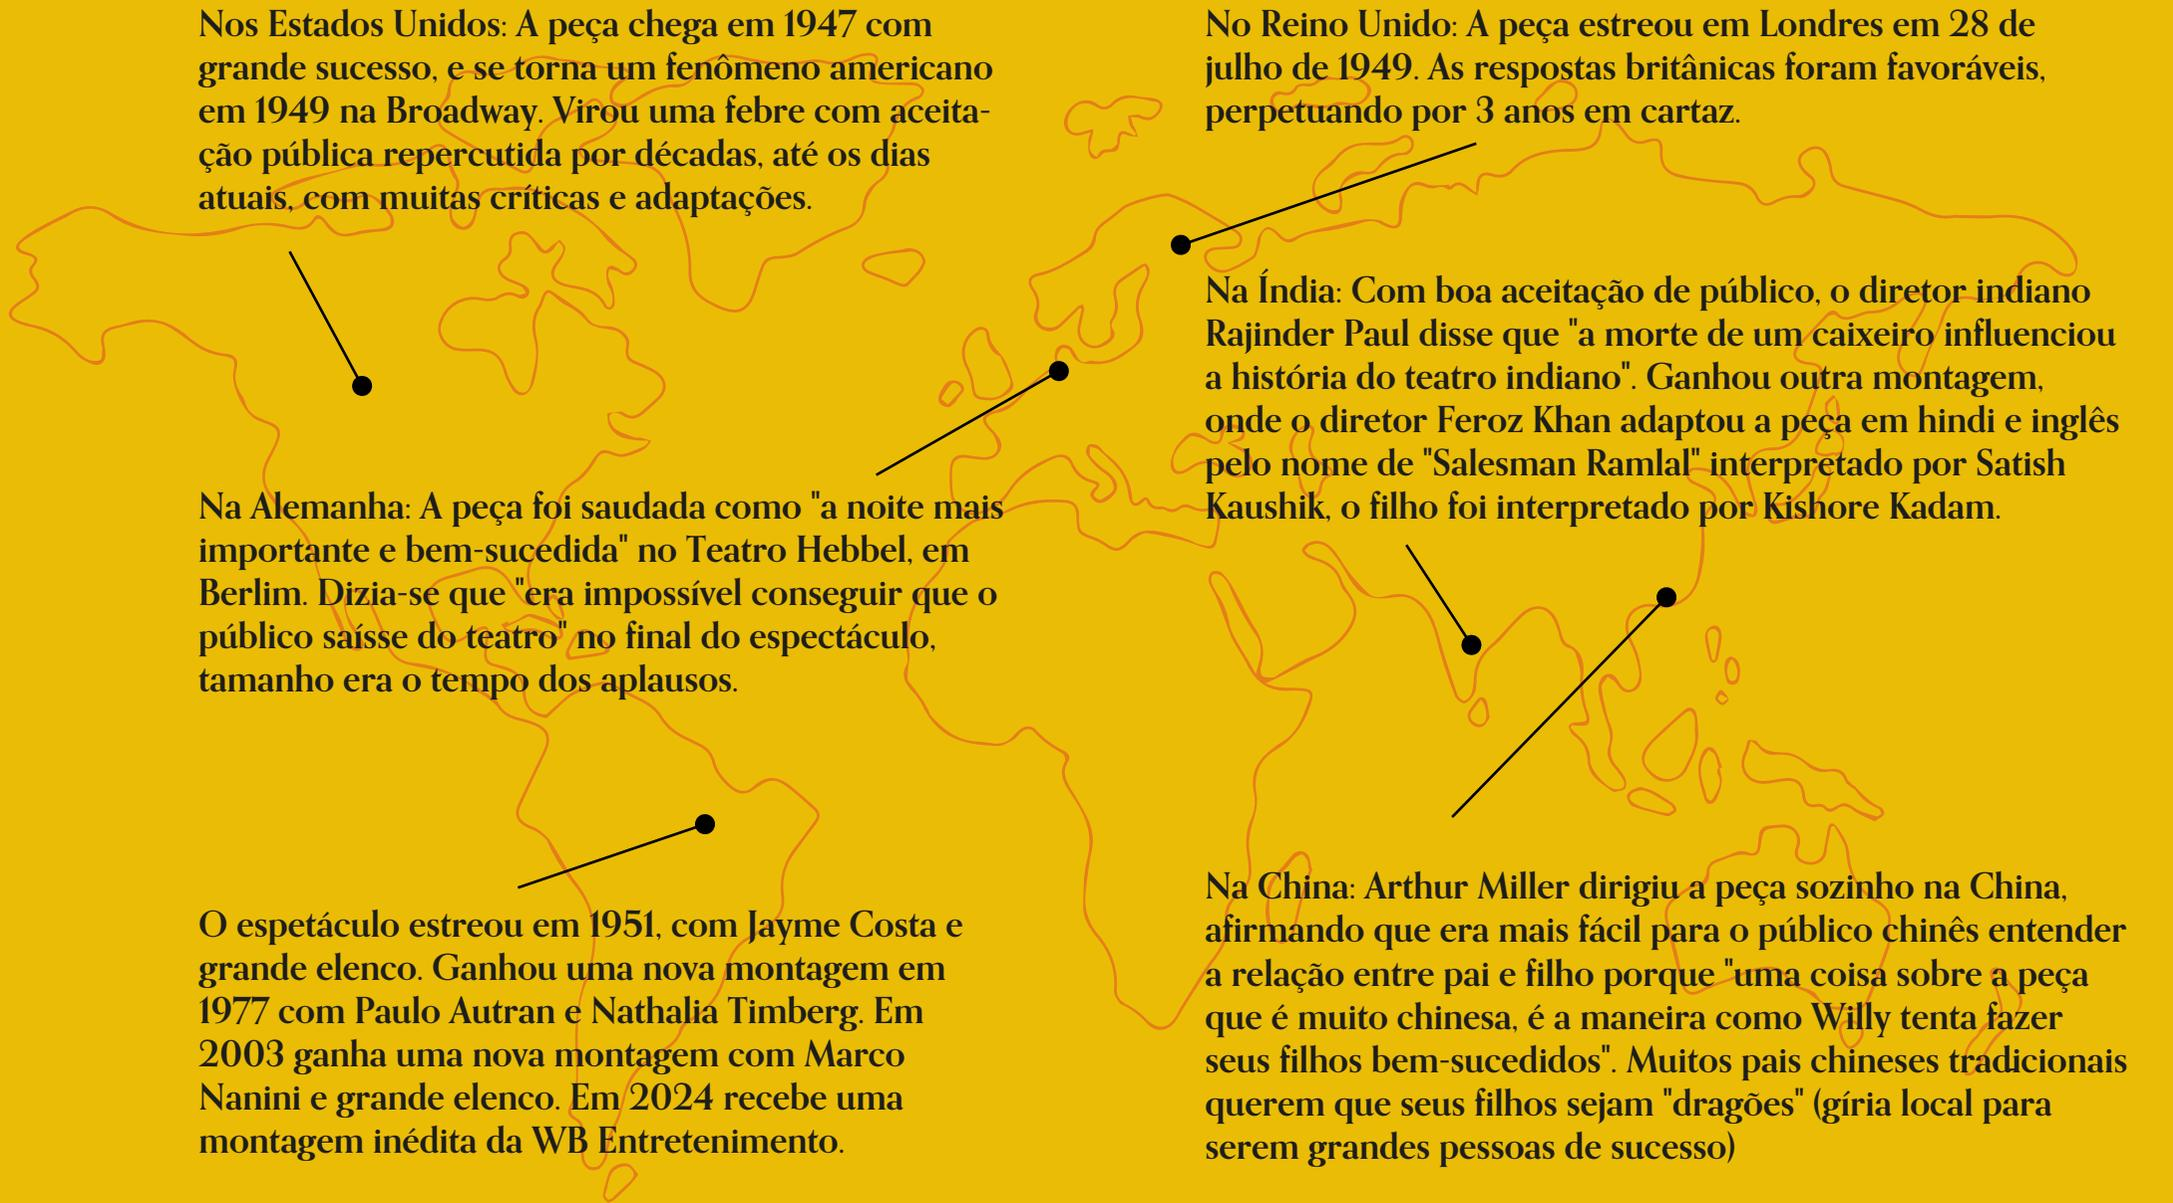 Nos Estados Unidos: A peça chega em 1947 com
grande sucesso, e se torna um fenômeno americano
em 1949 na Broadway. Virou uma febre com aceita-
ção pública repercutida por décadas, até os dias
atuais, com muitas críticas e adaptações.
No Reino Unido: A peça estreou em Londres em 28 de
julho de 1949. As respostas britânicas foram favoráveis,
perpetuando por 3 anos em cartaz.
Na Índia: Com boa aceitação de público, o diretor indiano
Rajinder Paul disse que "a morte de um caixeiro influenciou
a história do teatro indiano". Ganhou outra montagem,
onde o diretor Feroz Khan adaptou a peça em hindi e inglês
pelo nome de "Salesman Ramlal" interpretado por Satish
Kaushik, o filho foi interpretado por Kishore Kadam.
Na Alemanha: A peça foi saudada como "a noite mais
importante e bem-sucedida" no Teatro Hebbel, em
Berlim. Dizia-se que "era impossível conseguir que o
público saísse do teatro" no final do espectáculo,
tamanho era o tempo dos aplausos.
O espetáculo estreou em 1951, com Jayme Costa e
grande elenco. Ganhou uma nova montagem em
1977 com Paulo Autran e Nathalia Timberg. Em
2003 ganha uma nova montagem com Marco
Nanini e grande elenco. Em 2024 recebe uma
montagem inédita da WB Entretenimento.
Na China: Arthur Miller dirigiu a peça sozinho na China,
afirmando que era mais fácil para o público chinês entender
a relação entre pai e filho porque "uma coisa sobre a peça
que é muito chinesa, é a maneira como Willy tenta fazer
seus filhos bem-sucedidos". Muitos pais chineses tradicionais
querem que seus filhos sejam "dragões" (gíria local para
serem grandes pessoas de sucesso)